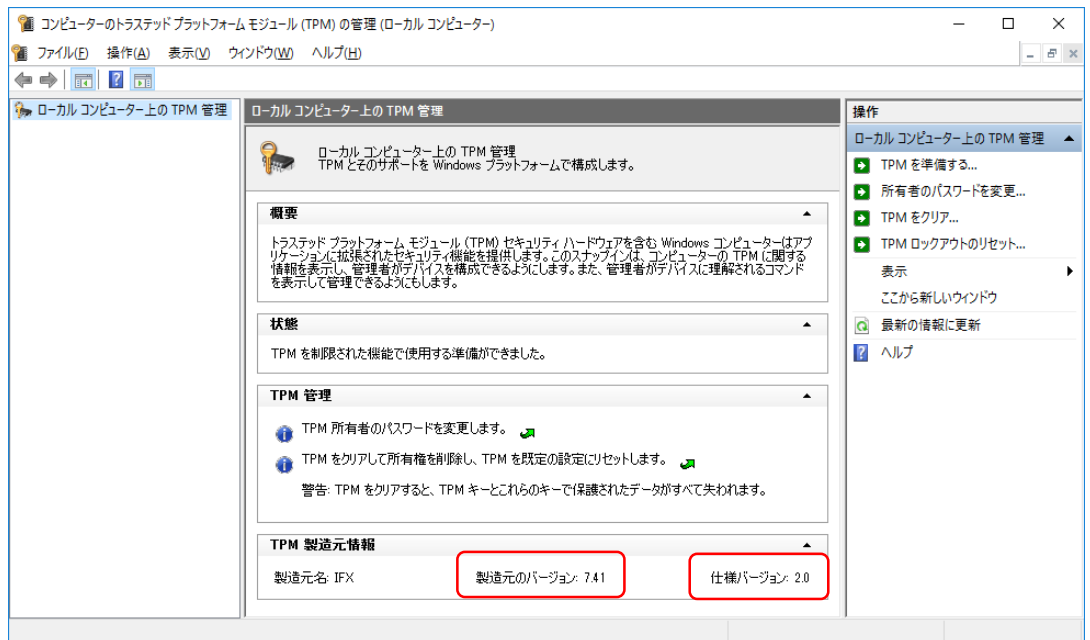 コンピューターのトラステッド プラットフォーム モジュール (TPM) の管理 (ローカル コンピューター)
ファイル(F) 操作(A) 表示(V) ウィンドウ(W) ヘルプ(H)
ローカル コンピューター上の TPM 管理
ローカル コンピューター上の TPM 管理
ローカル コンピューター上の TPM 管理
TPM とそのサポートを Windows プラットフォームで構成します。
概要
トラステッド プラットフォーム モジュール (TPM) セキュリティ ハードウェアを含む Windows コンピューターはアプ
リケーションに拡張されたセキュリティ機能を提供します。このスナップインは、コンピューターの TPM に関する
情報を表示し、管理者がデバイスを構成できるようにします。また、管理者がデバイスに理解されるコマンド
を表示して管理できるようにもします。
状態
TPM を制限された機能で使用する準備ができました。
TPM 管理
TPM 所有者のパスワードを変更します。
TPM をクリアして所有権を削除し、TPM を既定の設定にリセットします。
警告: TPM をクリアすると、TPM キーとこれらのキーで保護されたデータがすべて失われます。
TPM 製造元情報
製造元名: IFX 製造元のバージョン: 7.41 仕様バージョン: 2.0
操作
ローカル コンピューター上の TPM 管理
TPM を準備する...
所有者のパスワードを変更...
TPM をクリア...
TPM ロックアウトのリセット...
表示
ここから新しいウィンドウ
最新の情報に更新
ヘルプ